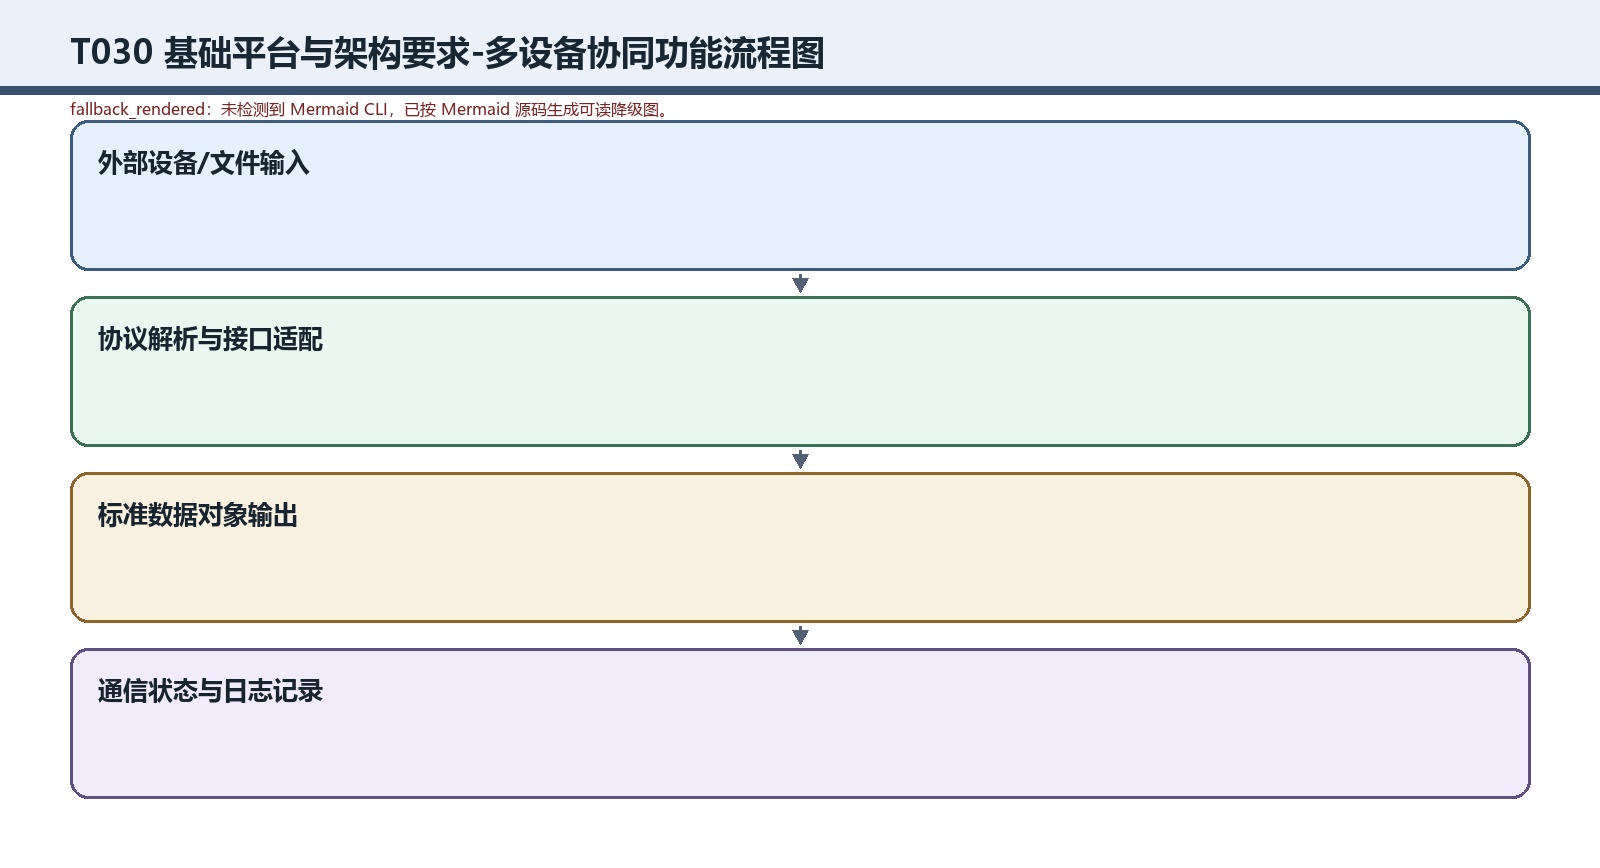 T030 基础平台与架构要求-多设备协同功能流程图
fallback_rendered：未检测到 Mermaid CLI，已按 Mermaid 源码生成可读降级图。
外部设备/文件输入
协议解析与接口适配
标准数据对象输出
通信状态与日志记录